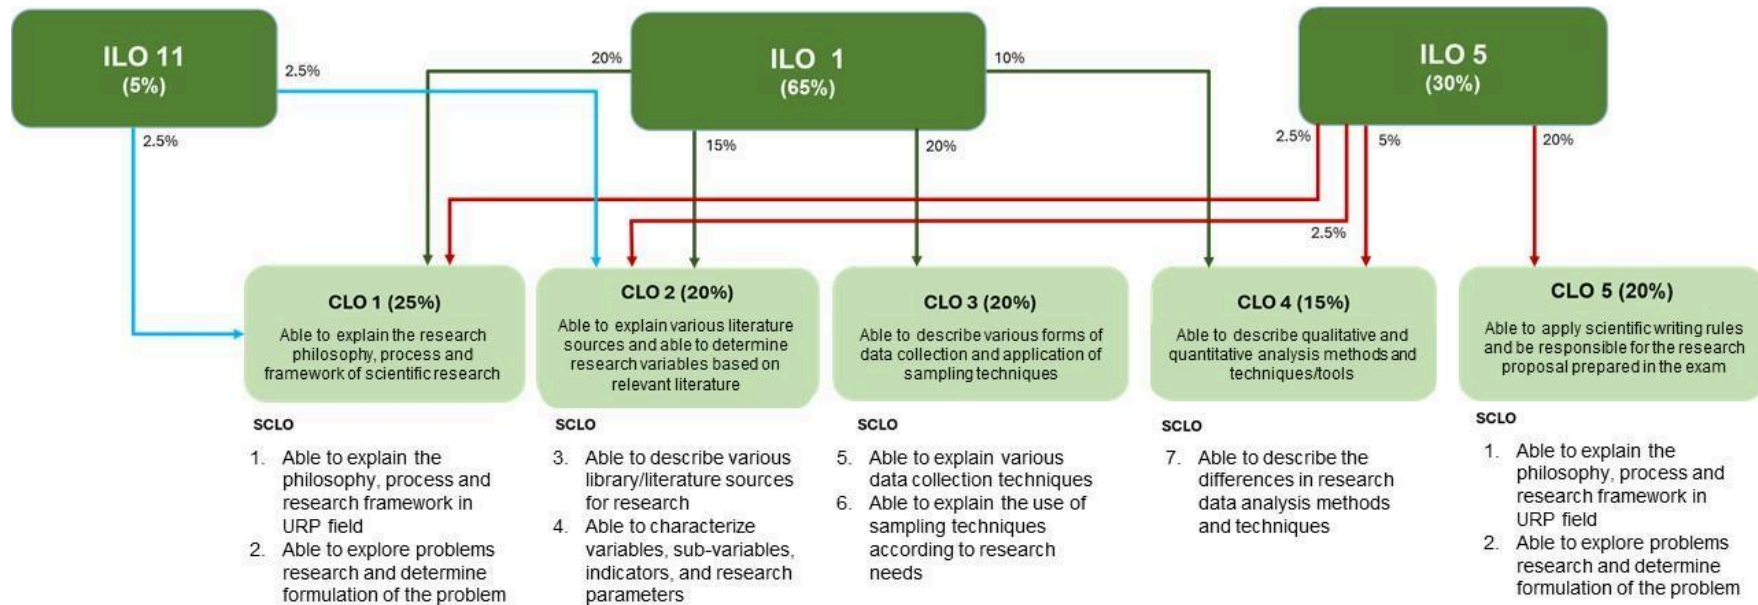 ILO 11
(5%)
ILO 1
(65%)
ILO 5
(30%)
2.5%
20%
10%
2.5%
15%
20%
2.5%
5%
20%
2.5%
CLO 1 (25%)
Able to explain the research
philosophy, process and
framework of scientific research
CLO 2 (20%)
Able to explain various literature
sources and able to determine
research variables based on
relevant literature
CLO 3 (20%)
Able to describe various forms of
data collection and application of
sampling techniques
CLO 4 (15%)
Able to describe qualitative and
quantitative analysis methods and
techniques/tools
CLO 5 (20%)
Able to apply scientific writing rules
and be responsible for the research
proposal prepared in the exam
SCLO
1. Able to explain the
philosophy, process and
research framework in
URP field
2. Able to explore problems
research and determine
formulation of the problem
SCLO
3. Able to describe various
library/literature sources
for research
4. Able to characterize
variables, sub-variables,
indicators, and research
parameters
SCLO
5. Able to explain various
data collection techniques
6. Able to explain the use of
sampling techniques
according to research
needs
SCLO
7. Able to describe the
differences in research
data analysis methods
and techniques
SCLO
1. Able to explain the
philosophy, process and
research framework in
URP field
2. Able to explore problems
research and determine
formulation of the problem